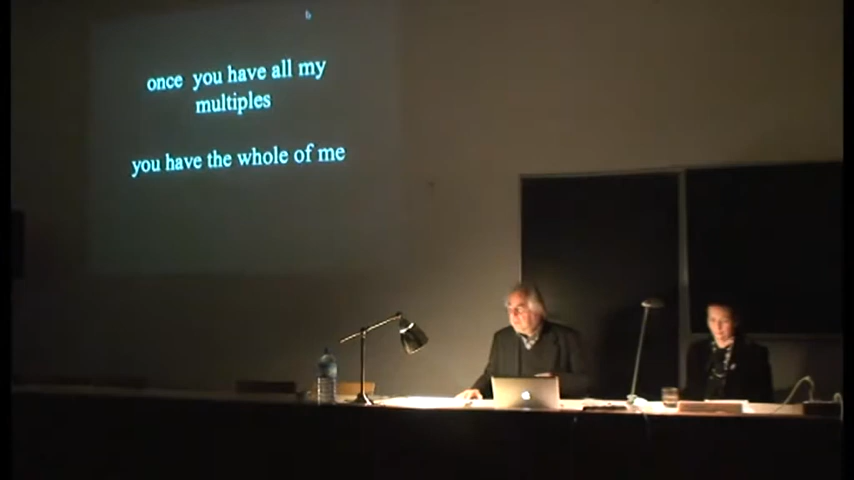 once you have all my
multiples
you have the whole of me